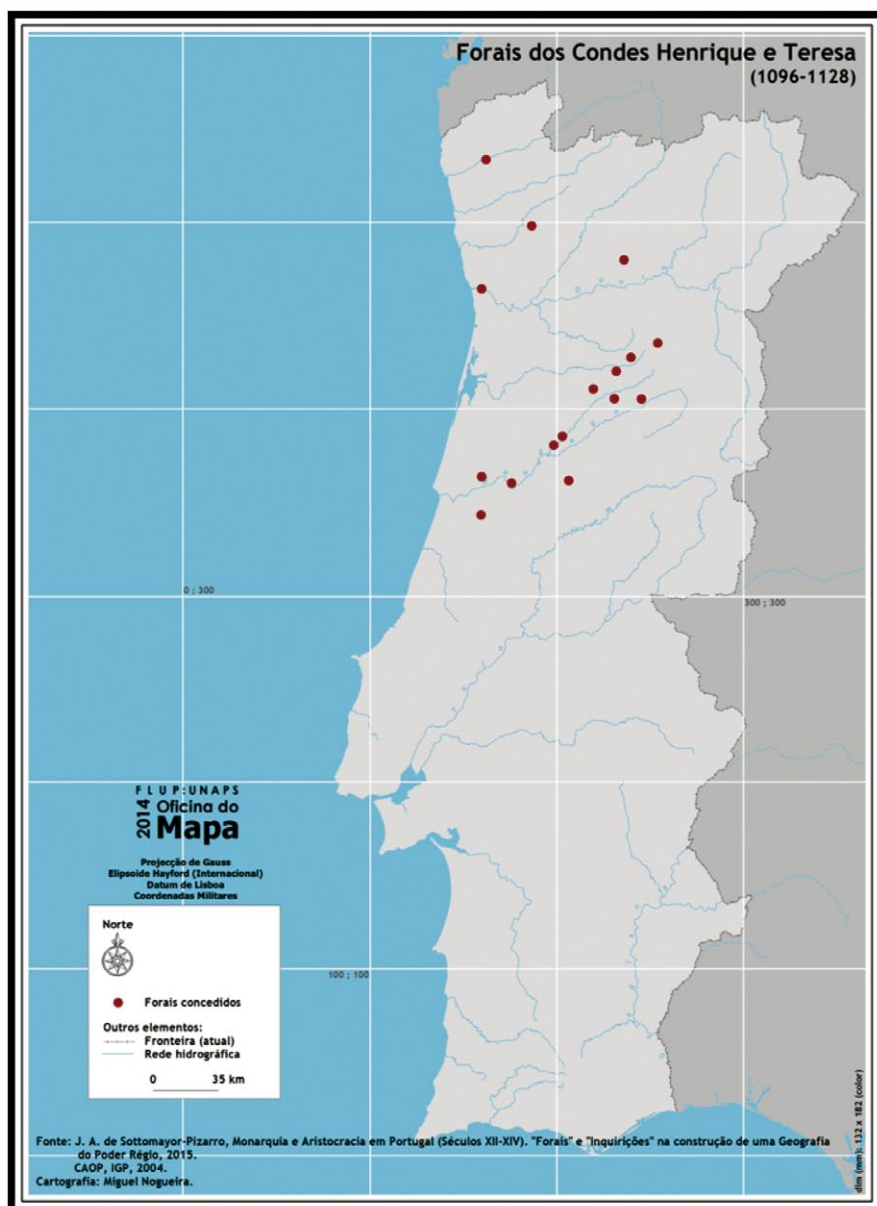 Forais dos Condes Henrique e Teresa
(1096-1128)
0 ; 300
300 ; 300
FLUP:UNAPS
2014 Oficina do
Mapa
Projecção de Gauss
Elipsoide Hayford (Internacional)
Datum de Lisboa
Coordenadas Militares
Norte
100 ; 100
Forais concedidos
Outros elementos:
Fronteira (atual)
Rede hidrográfica
0 35 km
Fonte: J. A. de Sottomayor-Pizarro, Monarquia e Aristocracia em Portugal (Séculos XII-XIV). "Forais" e "Inquirições" na construção de uma Geografia
do Poder Régio, 2015.
CAOP, IGP, 2004.
Cartografia: Miguel Nogueira.
dim (mm): 132 x 182 (color)